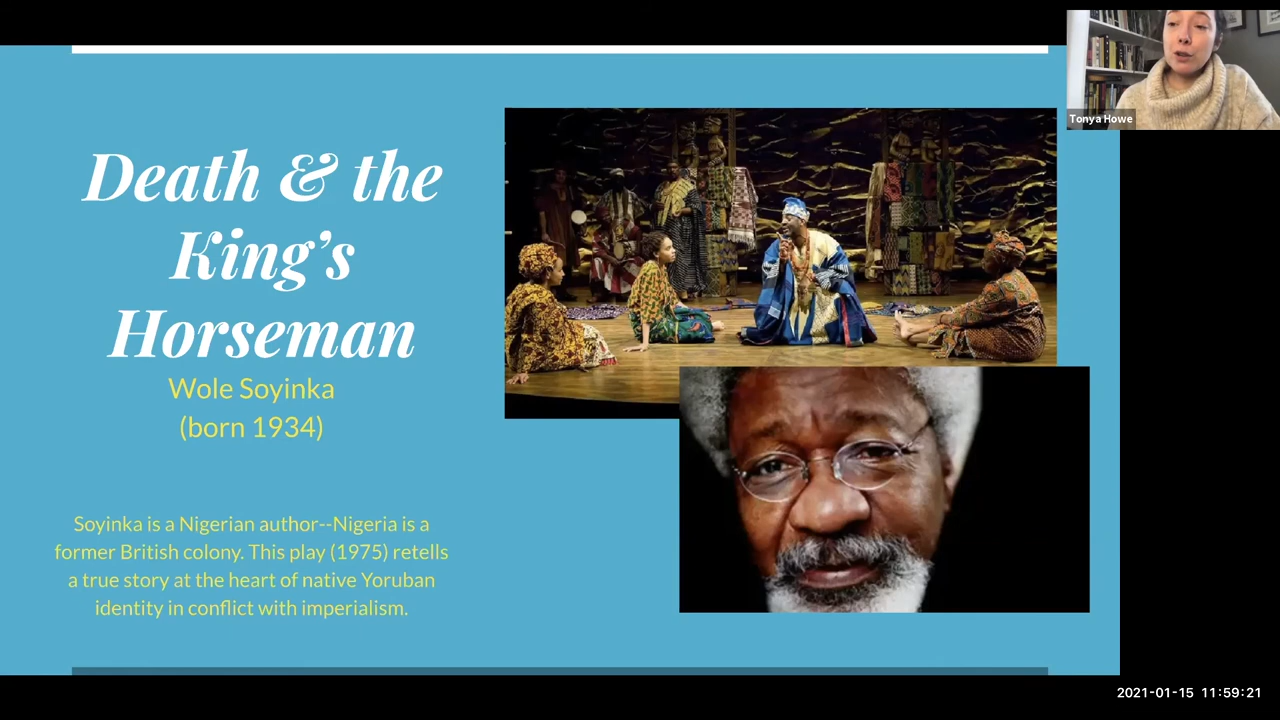 Death & the
King’s
Horseman
Wole Soyinka
(born 1934)
Soyinka is a Nigerian author--Nigeria is a
former British colony. This play (1975) retells
a true story at the heart of native Yoruban
identity in conflict with imperialism.
Tonya Howe
2021-01-15 11:59:21